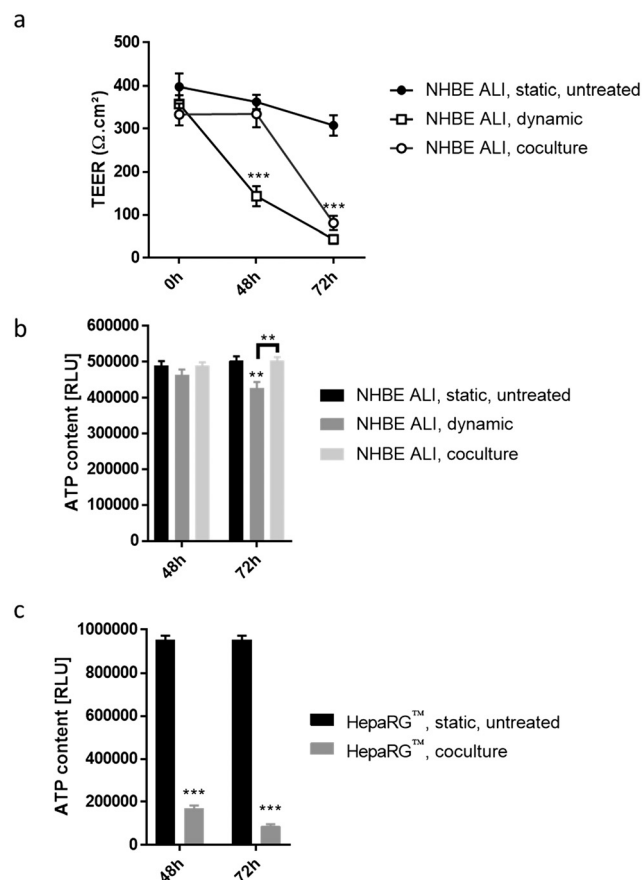 a
TEER (Ω.cm²)
500
400
300
200
100
0
***
***
0h
48h
72h
NHBE ALI, static, untreated
NHBE ALI, dynamic
NHBE ALI, coculture
b
ATP content [RLU]
600000
500000
400000
300000
200000
100000
0
**
**
48h
72h
NHBE ALI, static, untreated
NHBE ALI, dynamic
NHBE ALI, coculture
c
ATP content [RLU]
1000000
800000
600000
400000
200000
0
***
***
48h
72h
HepaRG™, static, untreated
HepaRG™, coculture